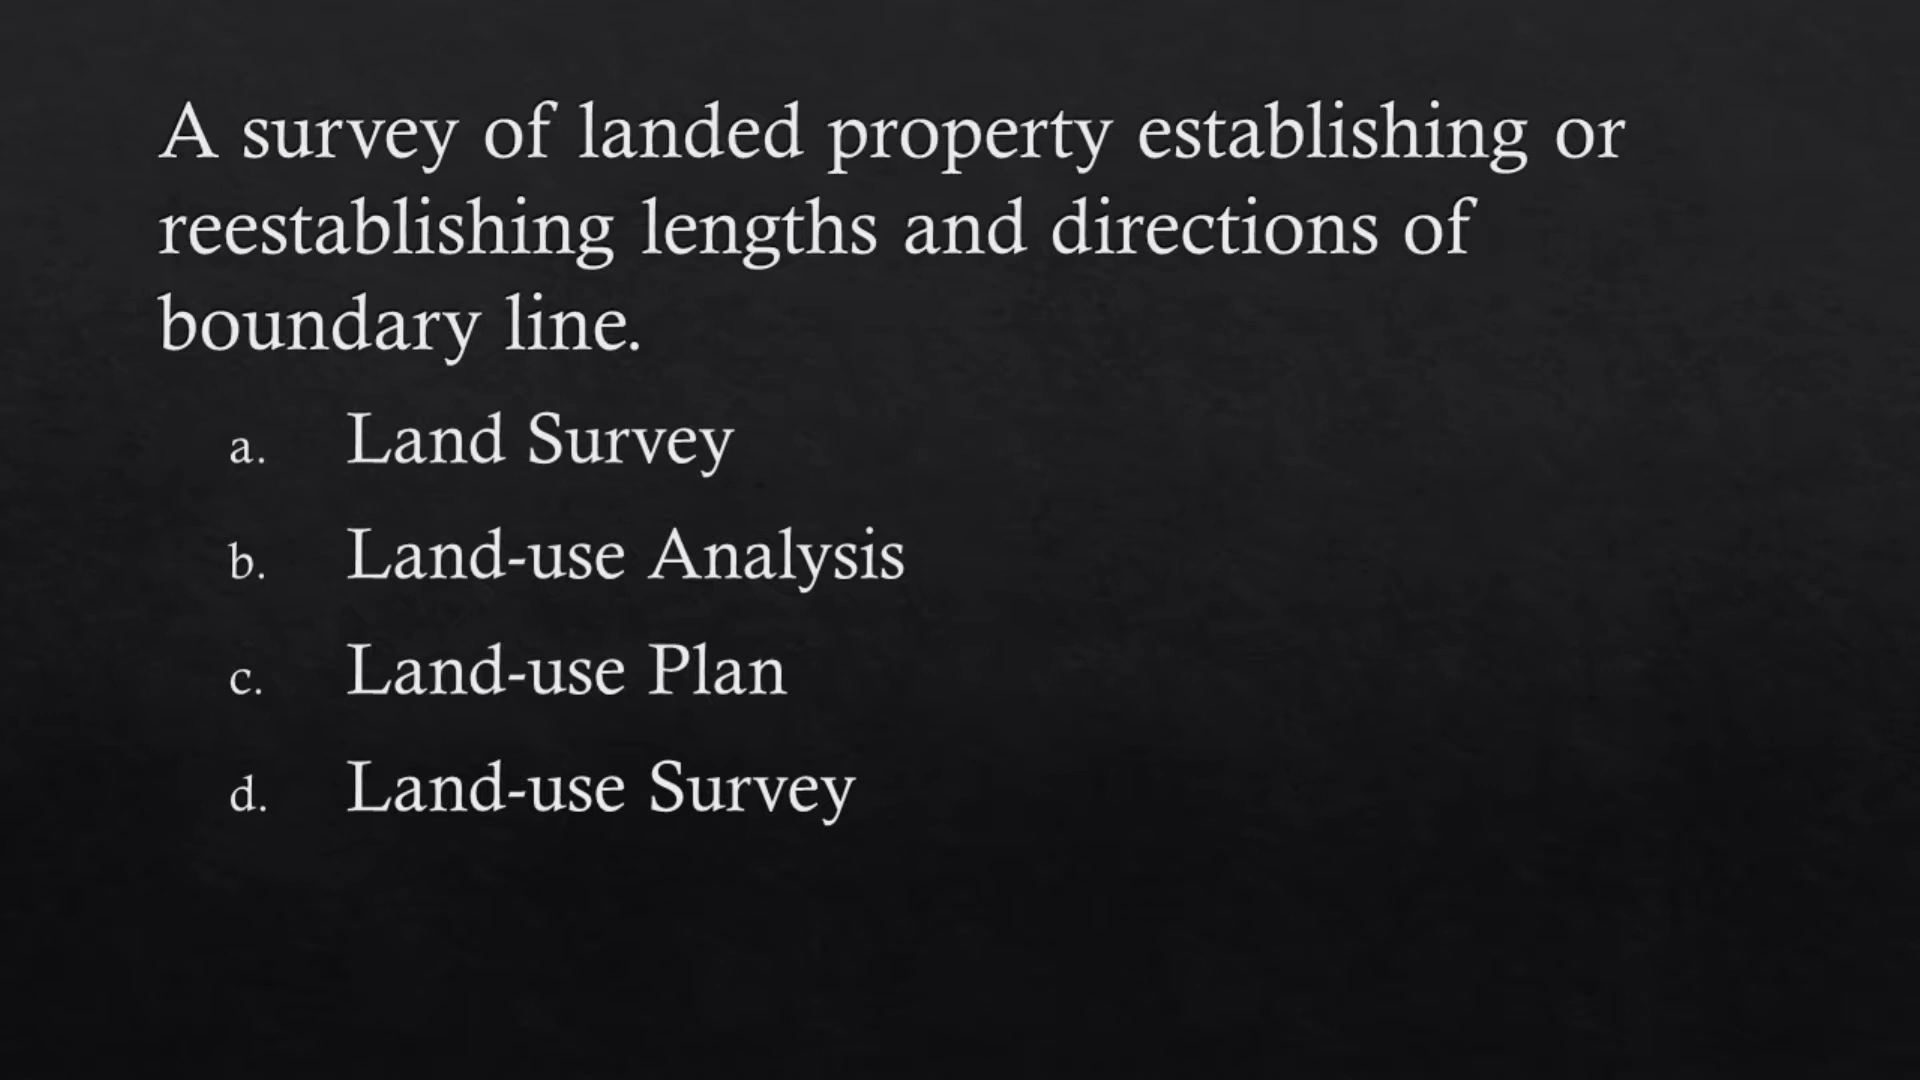 A survey of landed property establishing or
reestablishing lengths and directions of
boundary line.
a. Land Survey
b. Land-use Analysis
c. Land-use Plan
d. Land-use Survey